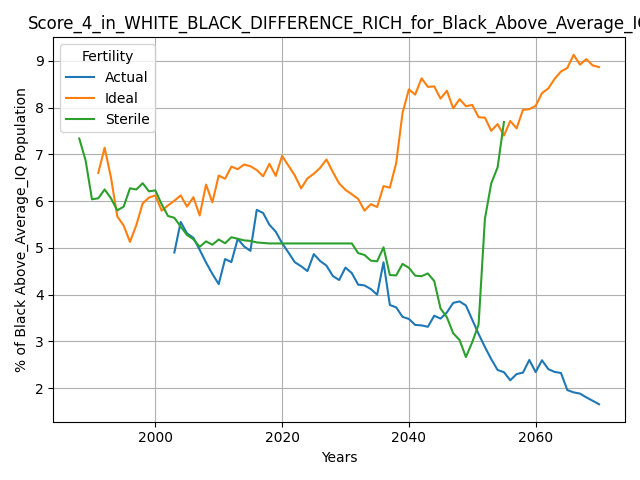 Score_4_in_WHITE_BLACK_DIFFERENCE_RICH_for_Black_Above_Average_IQ
Fertility
Actual
Ideal
Sterile
% of Black Above_Average_IQ Population
9
8
7
6
5
4
3
2
2000
2020
2040
2060
Years